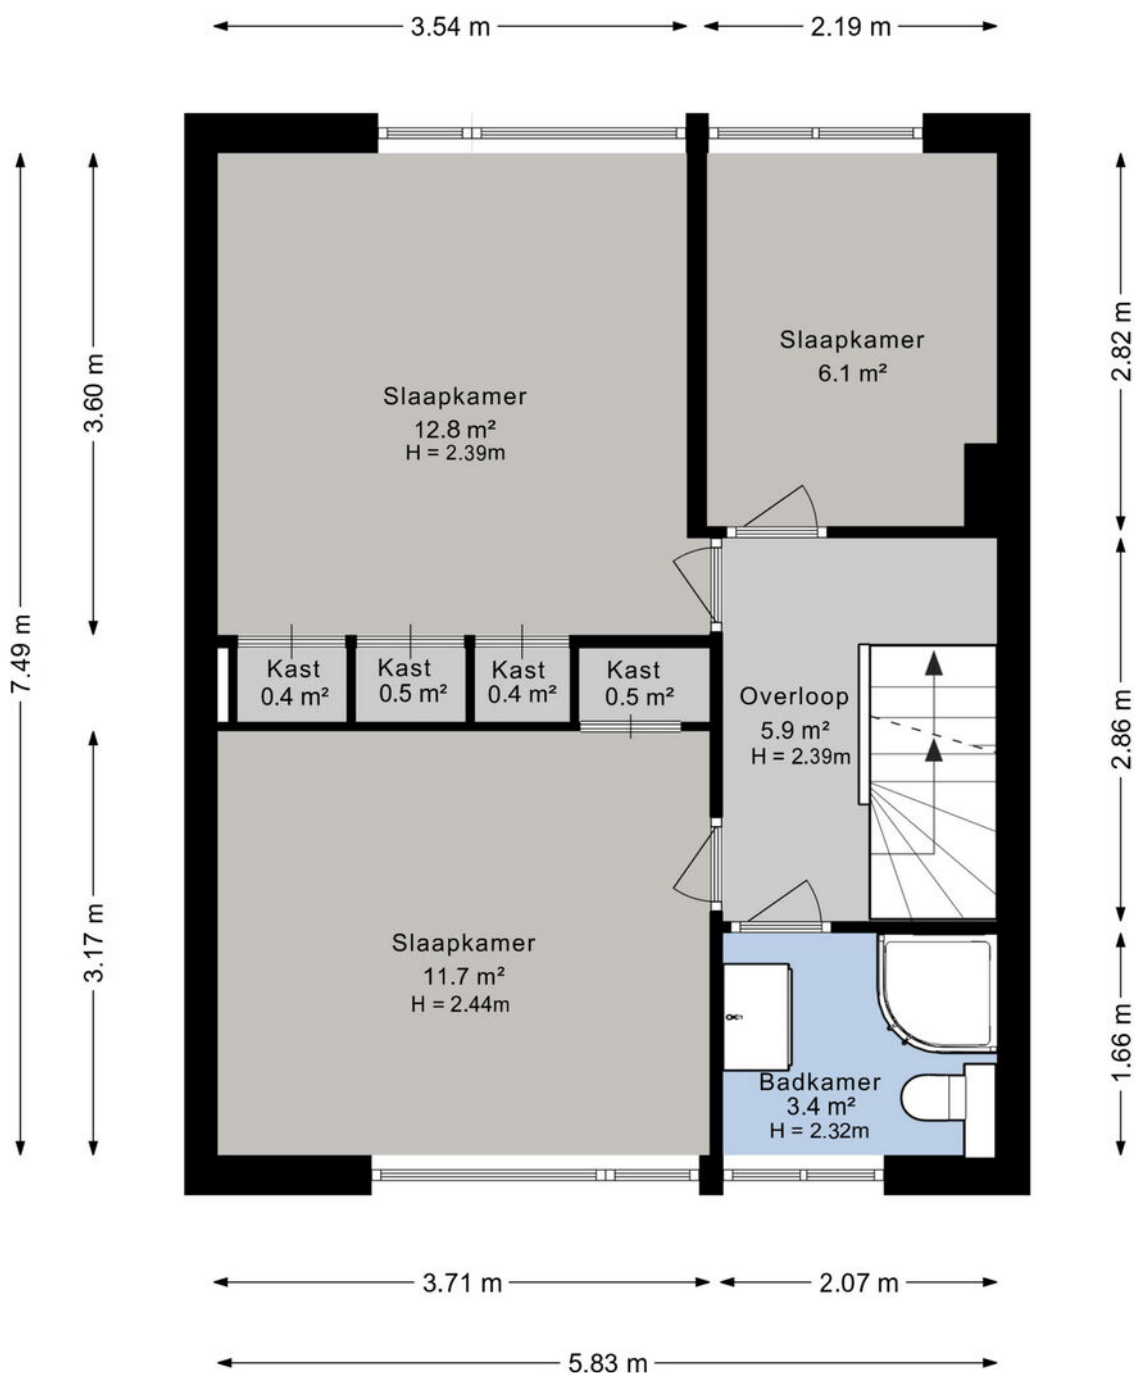 3.54 m
2.19 m
7.49 m
3.60 m
3.17 m
2.82 m
2.86 m
1.66 m
Slaapkamer
12.8 m²
H = 2.39m
Slaapkamer
6.1 m²
Kast
0.4 m²
Kast
0.5 m²
Kast
0.4 m²
Kast
0.5 m²
Overloop
5.9 m²
H = 2.39m
Slaapkamer
11.7 m²
H = 2.44m
Badkamer
3.4 m²
H = 2.32m
3.71 m
2.07 m
5.83 m